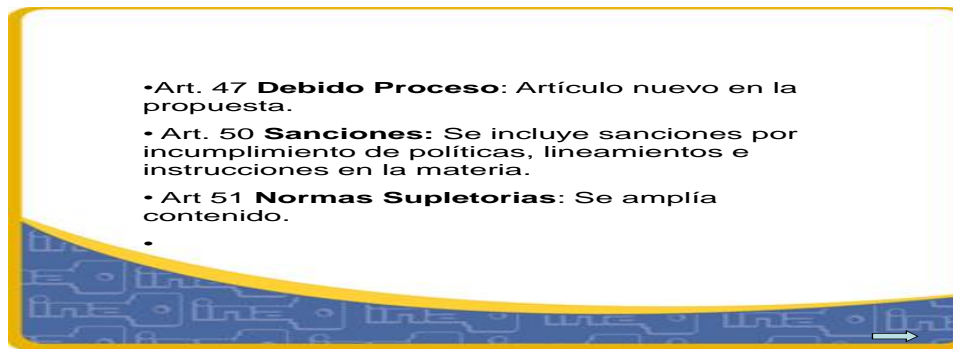 •Art. 47 Debido Proceso: Artículo nuevo en la
propuesta.
• Art. 50 Sanciones: Se incluye sanciones por
incumplimiento de políticas, lineamientos e
instrucciones en la materia.
• Art 51 Normas Supletorias: Se amplía
contenido.
•